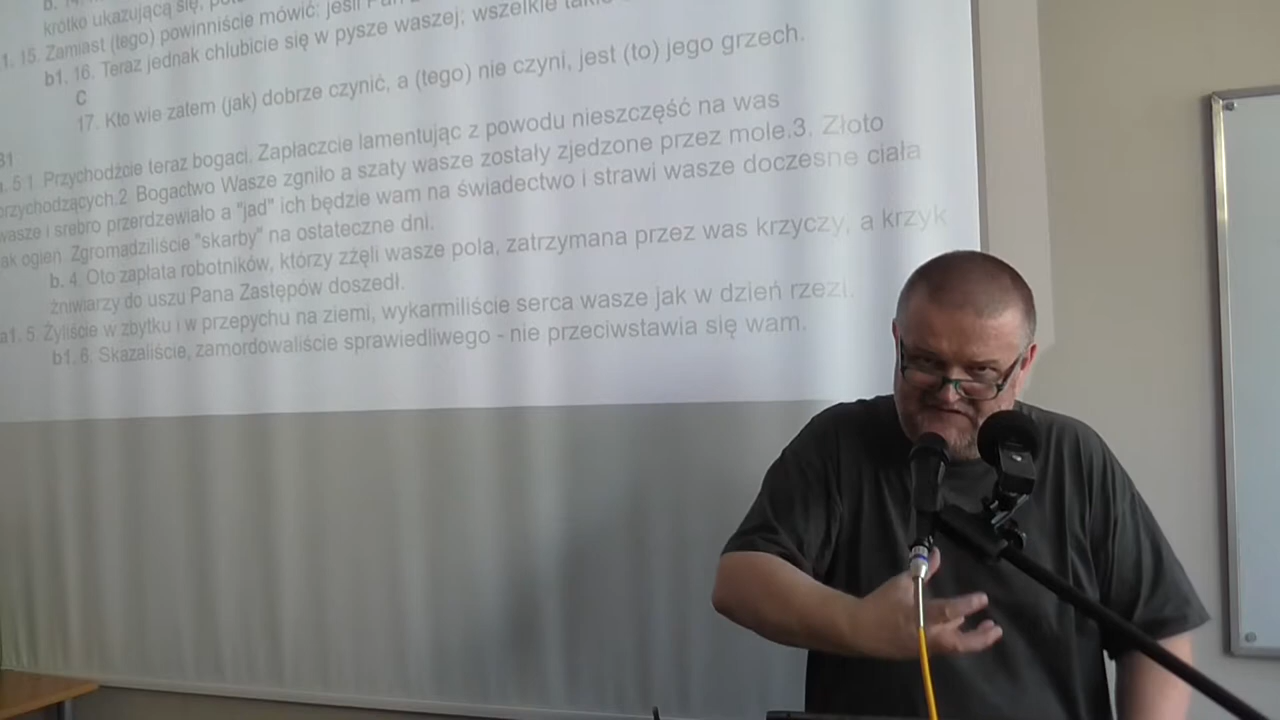 b.
krótko ukazującą się,
1. 15. Zamiast (tego) powinniście mówić: jeśli Pan
b1. 16. Teraz jednak chlubicie się w pysze waszej; wszelkie takie
C
17. Kto wie zatem (jak) dobrze czynić, a (tego) nie czyni, jest (to) jego grzech.
B1
a. 5:1. Przychodźcie teraz bogaci. Zapłaczcie lamentując z powodu nieszczęść na was
przychodzących.2. Bogactwo Wasze zgniło a szaty wasze zostały zjedzone przez mole.3. Złoto
wasze i srebro przerdzewiało a "jad" ich będzie wam na świadectwo i strawi wasze doczesne ciała
jak ogień. Zgromadziliście "skarby" na ostateczne dni.
b. 4. Oto zapłata robotników, którzy zżęli wasze pola, zatrzymana przez was krzyczy, a krzyk
żniwiarzy do uszu Pana Zastępów doszedł.
a1. 5. Żyliście w zbytku i w przepychu na ziemi, wykarmiliście serca wasze jak w dzień rzezi.
b1. 6. Skazaliście, zamordowaliście sprawiedliwego - nie przeciwstawia się wam.